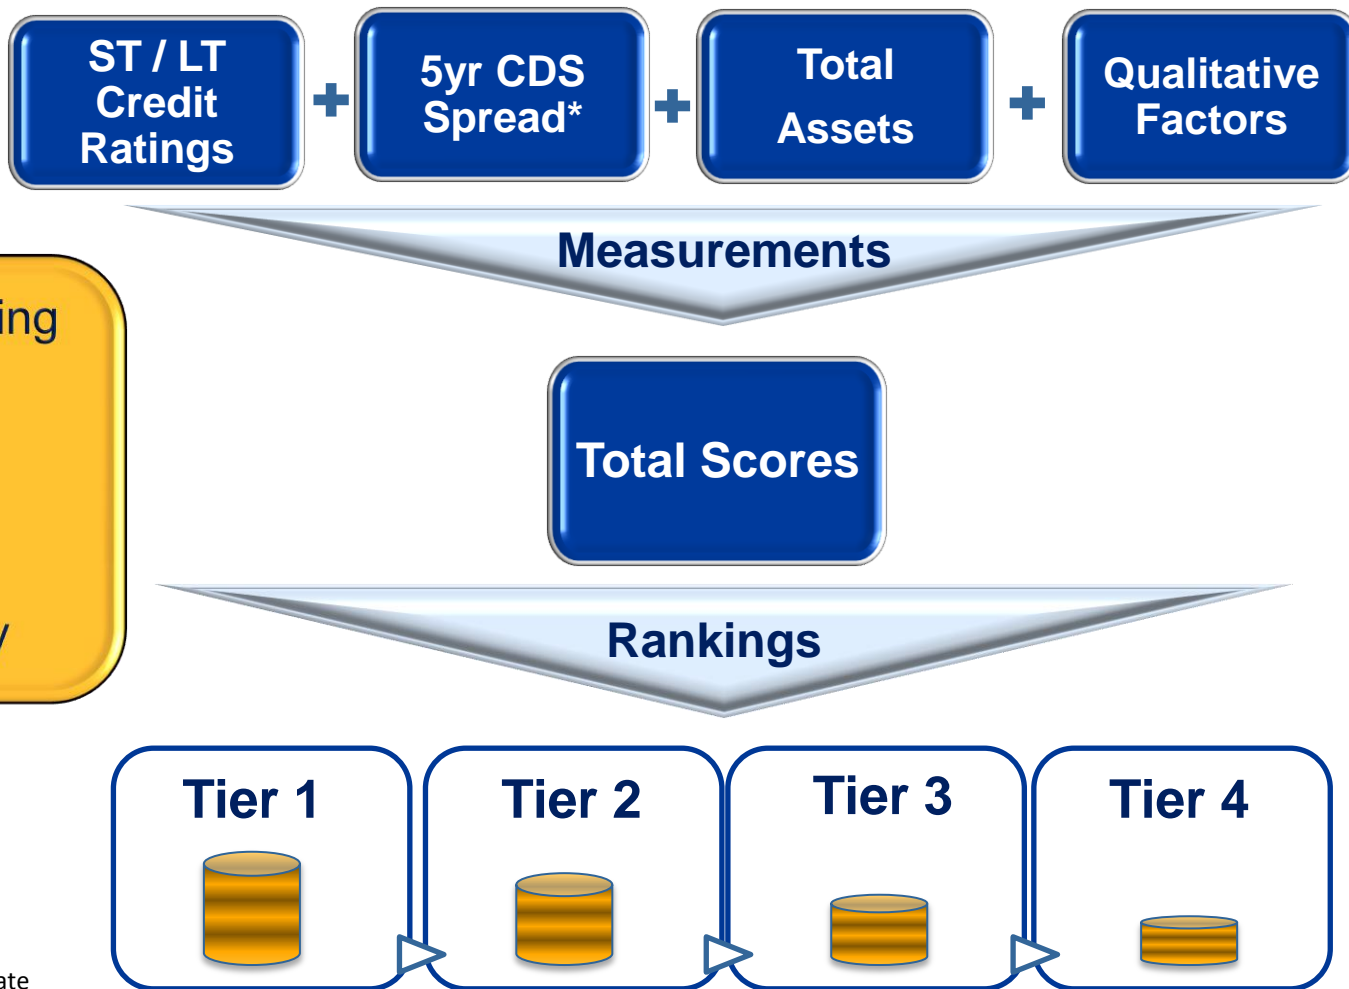 ST / LT
Credit
Ratings
+
5yr CDS
Spread*
+
Total
Assets
+
Qualitative
Factors
Measurements
ing
y
Total Scores
Rankings
Tier 1
Tier 2
Tier 3
Tier 4
ate